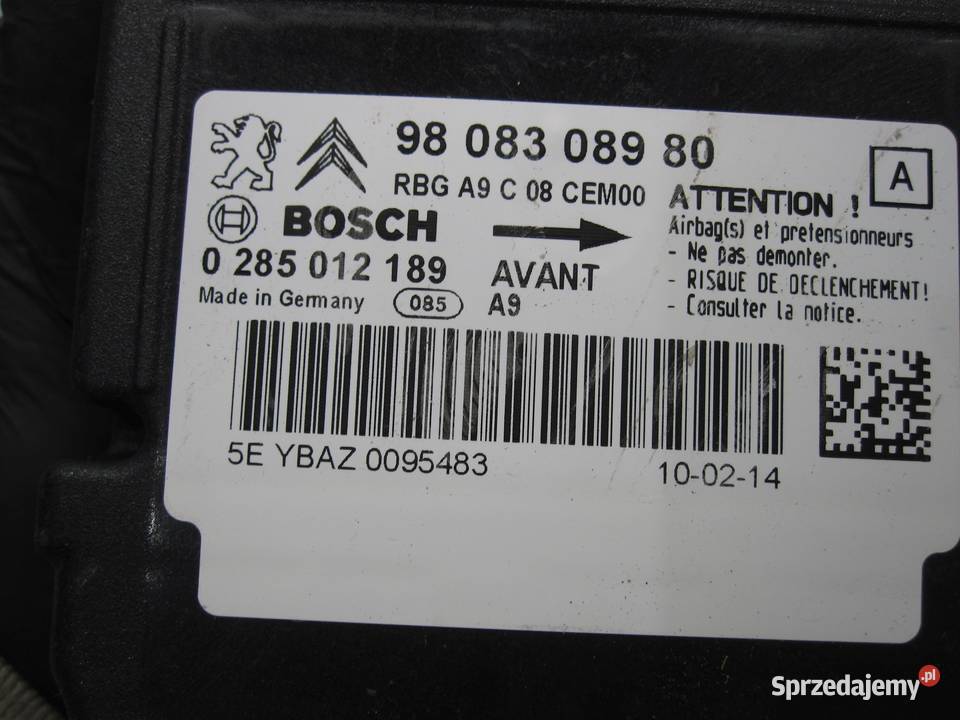 98 083 089 80
A
RBG A9 C 08 CEM00
BOSCH
0 285 012 189
Made in Germany 085
AVANT
A9
ATTENTION !
Airbag(s) et pretensionneurs
- Ne pas demonter.
- RISQUE DE DECLENCHEMENT!
- Consulter la notice.
5E YBAZ 0095483
10-02-14
Sprzedajemy.pl